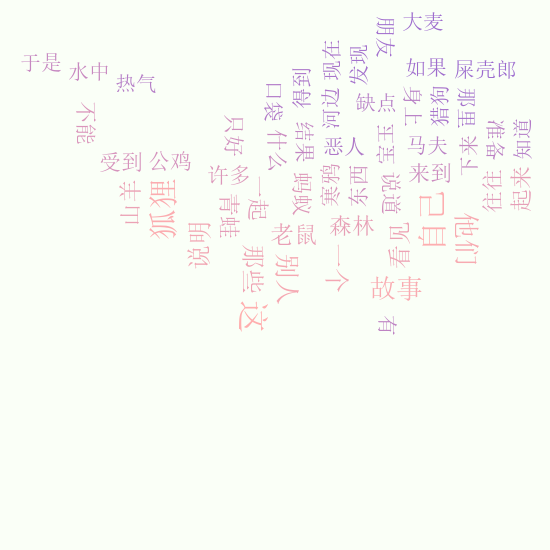 大麦
朋友
现在
发现
于是
水中
热气
如果
屎壳郎
得到
口袋
河边
缺点
身上
猎狗
那里
不能
只好
什么
结果
恶人
宝玉
马夫
下来
准备
知道
受到
公鸡
许多
一起
蚂蚁
寒鸦
东西
说道
来到
往往
起来
山羊
狐狸
说明
青蛙
老鼠
森林
看见
自己
他们
那些
别人
一个
故事
这
有